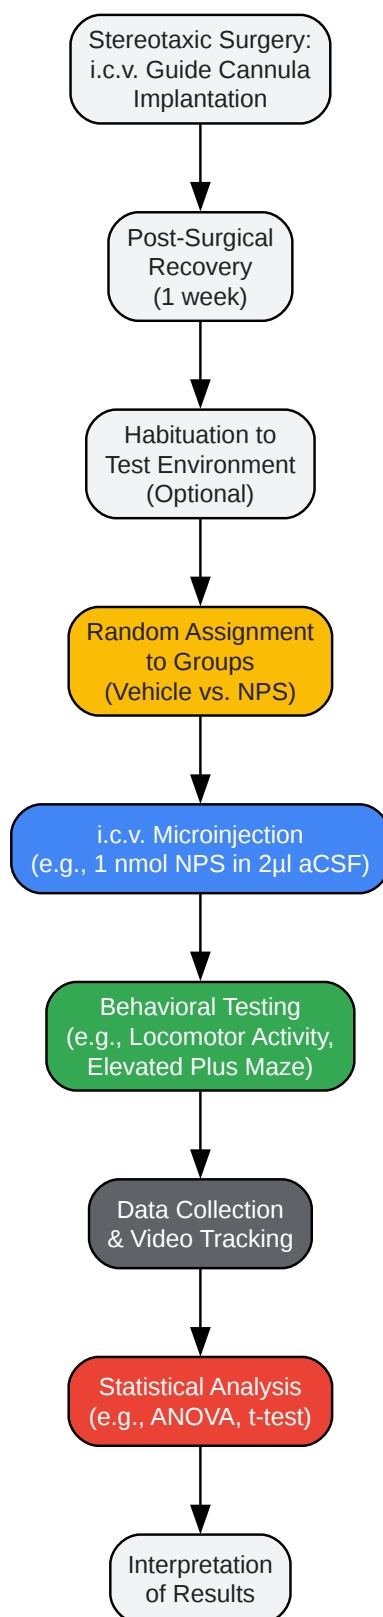 Stereotaxic Surgery:
i.c.v. Guide Cannula
Implantation
Post-Surgical
Recovery
(1 week)
Habituation to
Test Environment
(Optional)
Random Assignment
to Groups
(Vehicle vs. NPS)
i.c.v. Microinjection
(e.g., 1 nmol NPS in 2µl aCSF)
Behavioral Testing
(e.g., Locomotor Activity,
Elevated Plus Maze)
Data Collection
& Video Tracking
Statistical Analysis
(e.g., ANOVA, t-test)
Interpretation
of Results